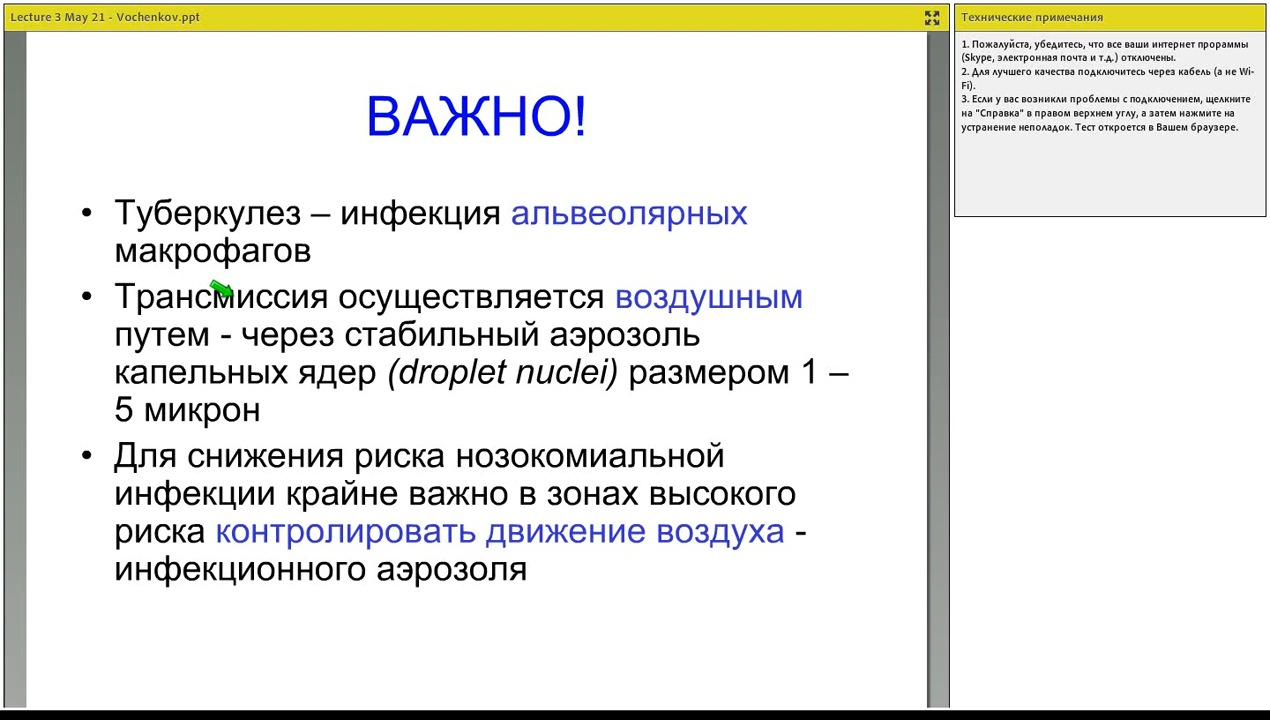 Lecture 3 May 21 - Vochenkov.ppt
ВАЖНО!
• Туберкулез – инфекция альвеолярных
макрофагов
• Трансмиссия осуществляется воздушным
путем - через стабильный аэрозоль
капельных ядер (droplet nuclei) размером 1 –
5 микрон
• Для снижения риска нозокомиальной
инфекции крайне важно в зонах высокого
риска контролировать движение воздуха -
инфекционного аэрозоля
Технические примечания
1. Пожалуйста, убедитесь, что все ваши интернет прораммы
(Skype, электронная почта и т.д.) отключены.
2. Для лучшего качества подключитесь через кабель (а не Wi-
Fi).
3. Если у вас возникли проблемы с подключением, щелкните
на "Справка" в правом верхнем углу, а затем нажмите на
устранение неполадок. Тест откроется в Вашем браузере.